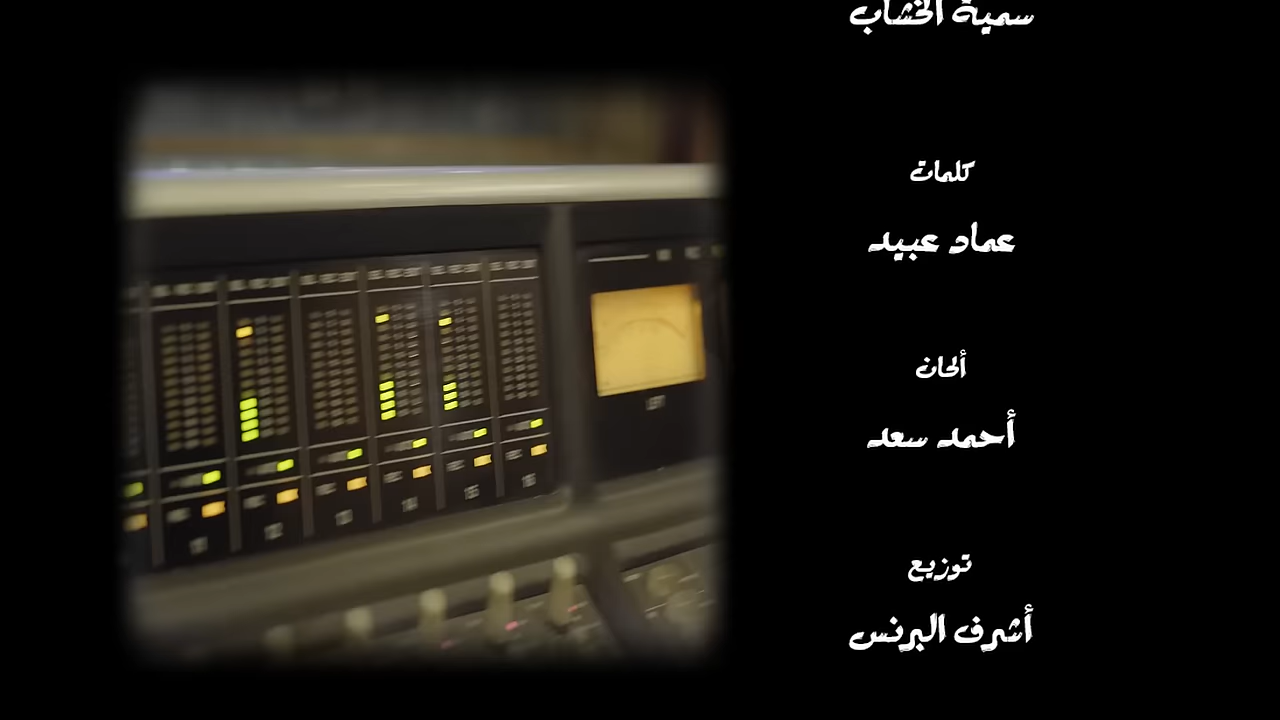 سمية الخشاب
كلمات
عماد عبيد
ألحان
أحمد سعد
توزيع
أشرف البرنس